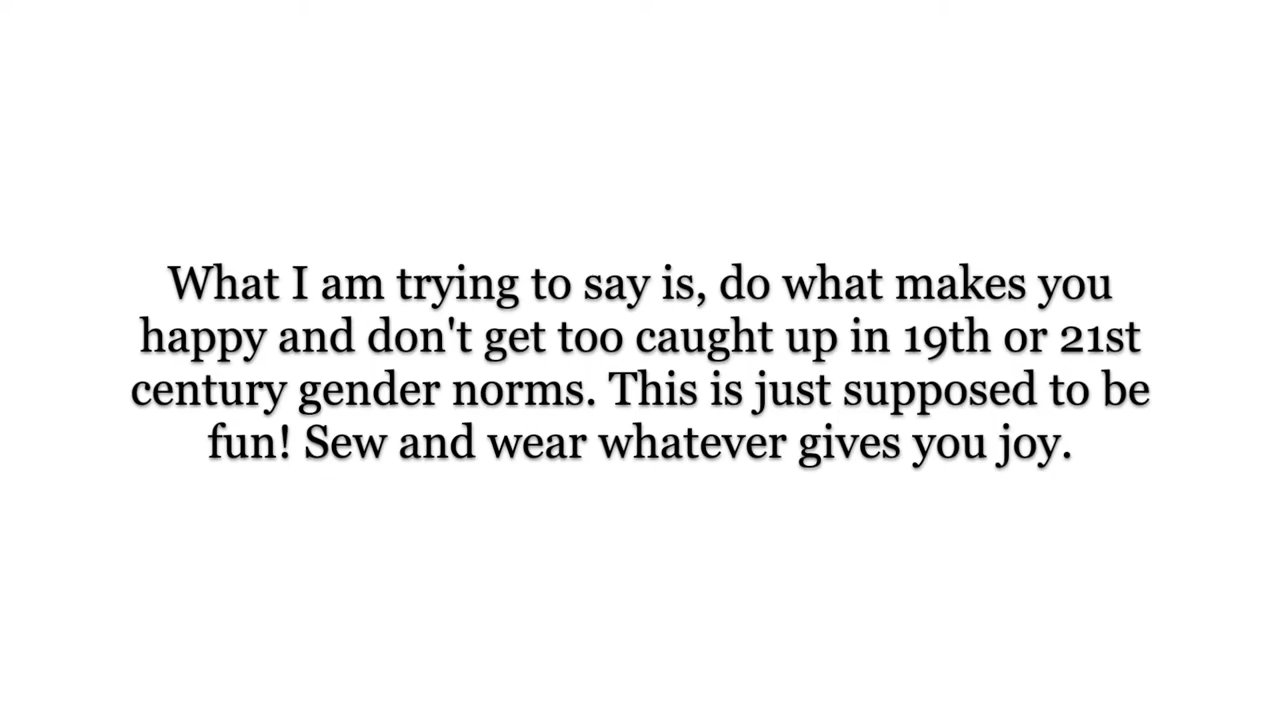 What I am trying to say is, do what makes you
happy and don't get too caught up in 19th or 21st
century gender norms. This is just supposed to be
fun! Sew and wear whatever gives you joy.